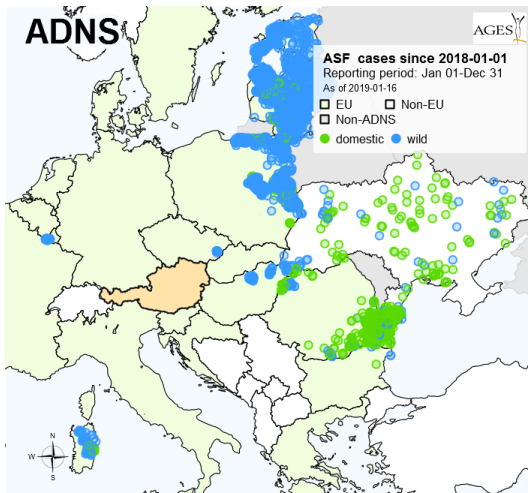 ADNS
AGES
ASF cases since 2018-01-01
Reporting period: Jan 01-Dec 31
As of 2019-01-16
EU Non-EU
Non-ADNS
domestic wild
N
W E
S